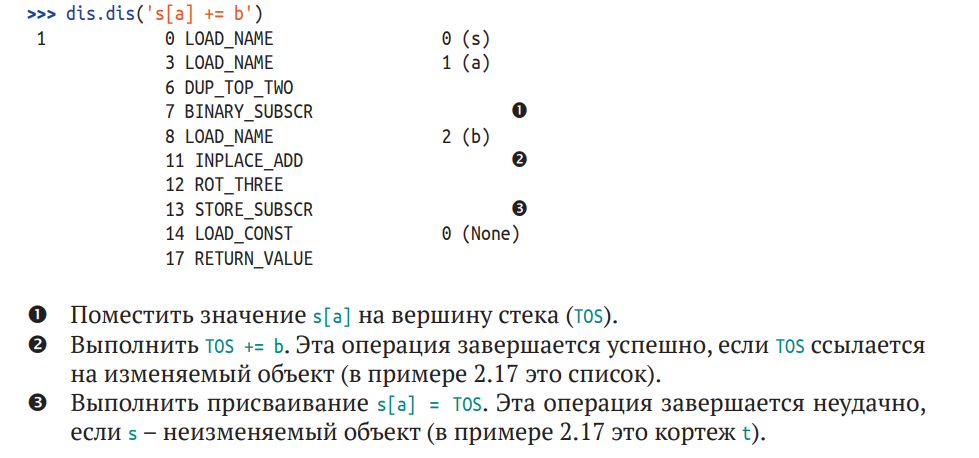 >>> dis.dis('s[a] += b')
1 0 LOAD_NAME 0 (s)
3 LOAD_NAME 1 (a)
6 DUP_TOP_TWO
7 BINARY_SUBSCR ❶
8 LOAD_NAME 2 (b)
11 INPLACE_ADD ❷
12 ROT_THREE
13 STORE_SUBSCR ❸
14 LOAD_CONST 0 (None)
17 RETURN_VALUE
❶ Поместить значение s[a] на вершину стека (TOS).
❷ Выполнить TOS += b. Эта операция завершается успешно, если TOS ссылается
на изменяемый объект (в примере 2.17 это список).
❸ Выполнить присваивание s[a] = TOS. Эта операция завершается неудачно,
если s – неизменяемый объект (в примере 2.17 это кортеж t).